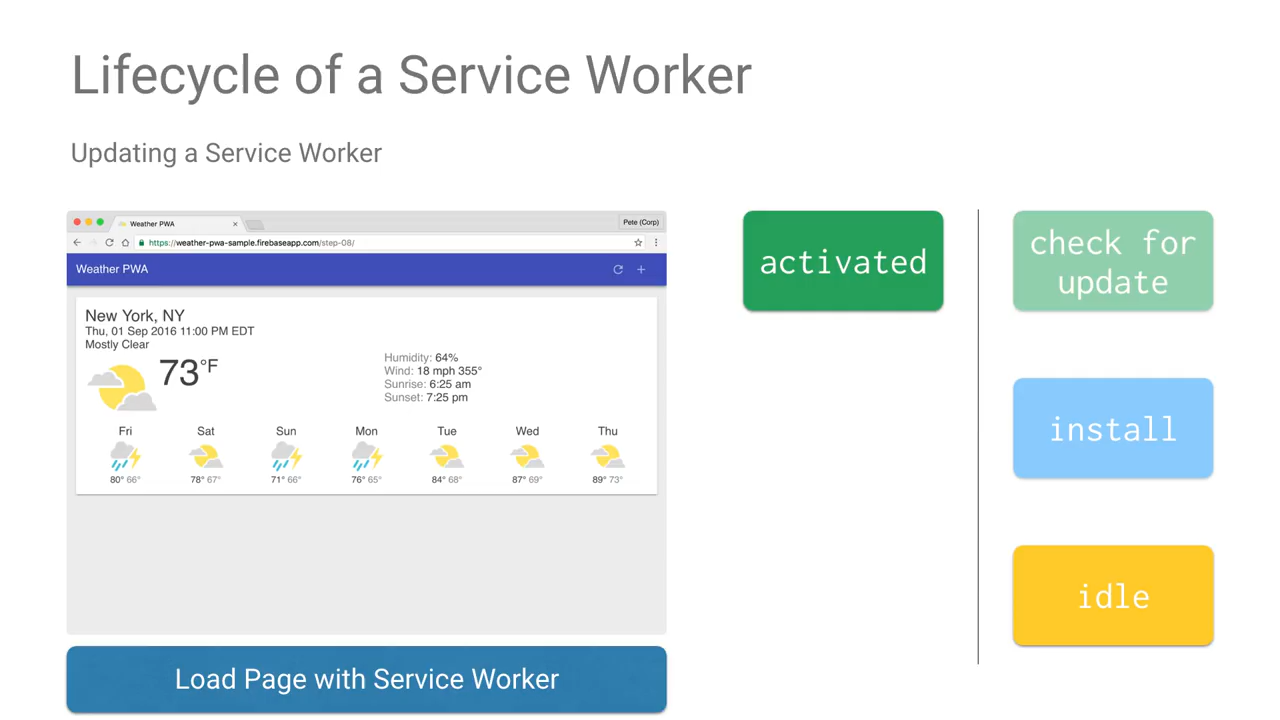 Lifecycle of a Service Worker
Updating a Service Worker
Weather PWA
Pete (Corp)
https://weather-pwa-sample.firebaseapp.com/step-08/
Weather PWA
New York, NY
Thu, 01 Sep 2016 11:00 PM EDT
Mostly Clear
73°F
Humidity: 64%
Wind: 18 mph 355°
Sunrise: 6:25 am
Sunset: 7:25 pm
Fri Sat Sun Mon Tue Wed Thu
80° 66° 78° 67° 71° 66° 76° 65° 84° 68° 87° 69° 89° 73°
Load Page with Service Worker
activated
check for
update
install
idle